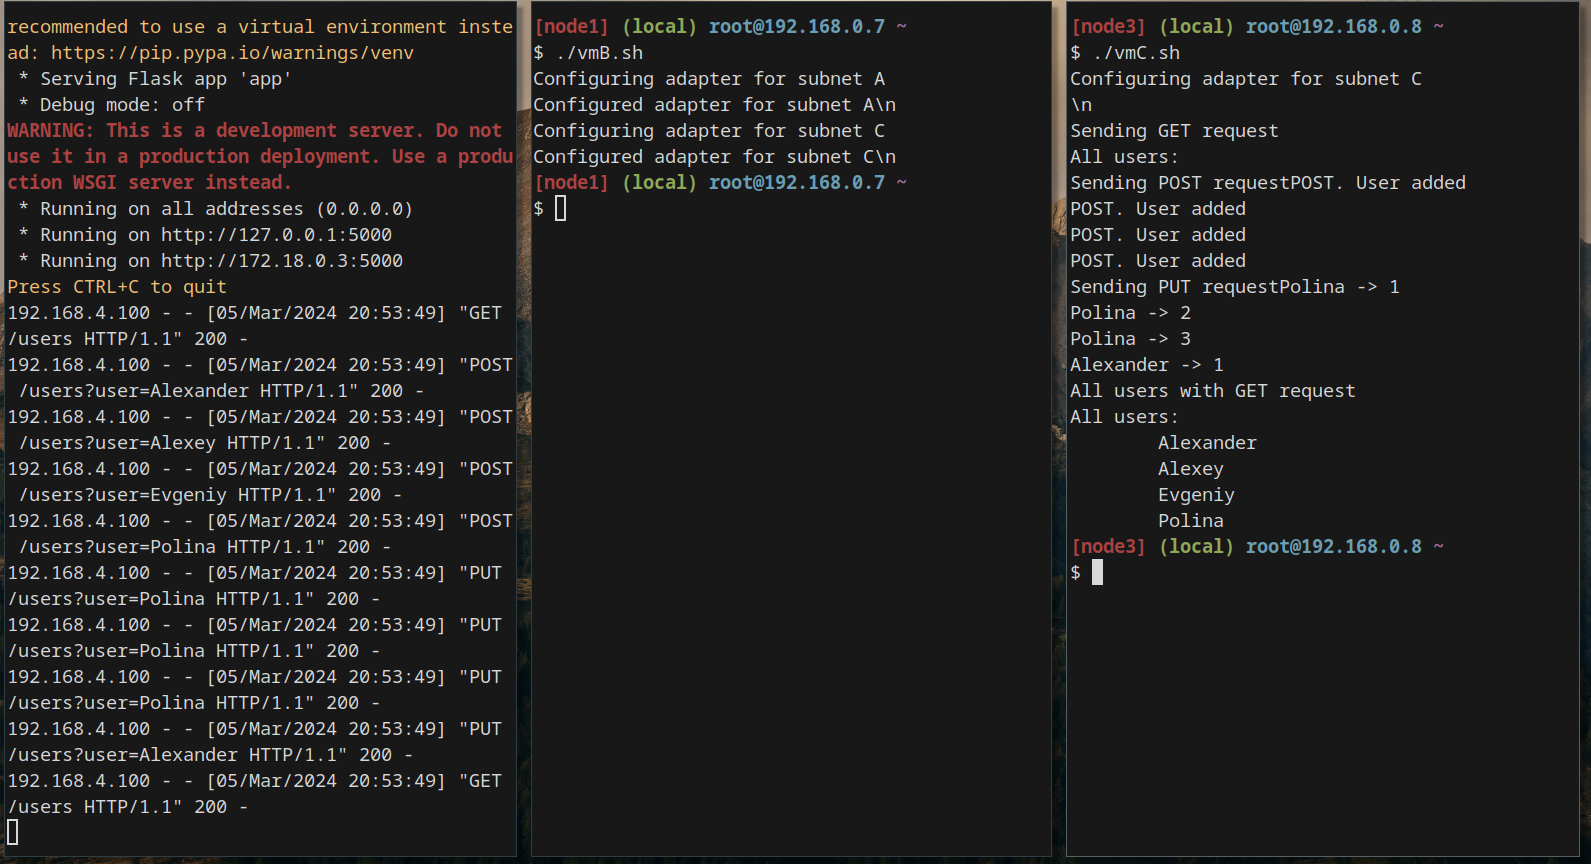 recommended to use a virtual environment inste
ad: https://pip.pypa.io/warnings/venv
 * Serving Flask app 'app'
 * Debug mode: off
WARNING: This is a development server. Do not
use it in a production deployment. Use a produ
ction WSGI server instead.
 * Running on all addresses (0.0.0.0)
 * Running on http://127.0.0.1:5000
 * Running on http://172.18.0.3:5000
Press CTRL+C to quit
192.168.4.100 - - [05/Mar/2024 20:53:49] "GET
/users HTTP/1.1" 200 -
192.168.4.100 - - [05/Mar/2024 20:53:49] "POST
 /users?user=Alexander HTTP/1.1" 200 -
192.168.4.100 - - [05/Mar/2024 20:53:49] "POST
 /users?user=Alexey HTTP/1.1" 200 -
192.168.4.100 - - [05/Mar/2024 20:53:49] "POST
 /users?user=Evgeniy HTTP/1.1" 200 -
192.168.4.100 - - [05/Mar/2024 20:53:49] "POST
 /users?user=Polina HTTP/1.1" 200 -
192.168.4.100 - - [05/Mar/2024 20:53:49] "PUT
/users?user=Polina HTTP/1.1" 200 -
192.168.4.100 - - [05/Mar/2024 20:53:49] "PUT
/users?user=Polina HTTP/1.1" 200 -
192.168.4.100 - - [05/Mar/2024 20:53:49] "PUT
/users?user=Polina HTTP/1.1" 200 -
192.168.4.100 - - [05/Mar/2024 20:53:49] "PUT
/users?user=Alexander HTTP/1.1" 200 -
192.168.4.100 - - [05/Mar/2024 20:53:49] "GET
/users HTTP/1.1" 200 -
[node1] (local) root@192.168.0.7 ~
$ ./vmB.sh
Configuring adapter for subnet A
Configured adapter for subnet A\n
Configuring adapter for subnet C
Configured adapter for subnet C\n
[node1] (local) root@192.168.0.7 ~
$
[node3] (local) root@192.168.0.8 ~
$ ./vmC.sh
Configuring adapter for subnet C
\n
Sending GET request
All users:
Sending POST requestPOST. User added
POST. User added
POST. User added
POST. User added
Sending PUT requestPolina -> 1
Polina -> 2
Polina -> 3
Alexander -> 1
All users with GET request
All users:
        Alexander
        Alexey
        Evgeniy
        Polina
[node3] (local) root@192.168.0.8 ~
$